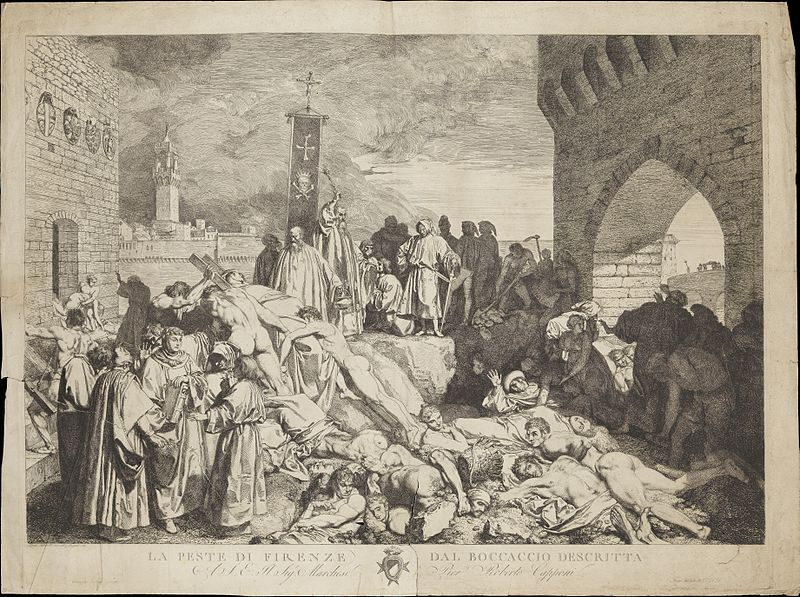 LA PESTE DI FIRENZE DAL BOCCACCIO DESCRITTA
A S. E. Il Sig. Marchese Pier Roberto Capponi